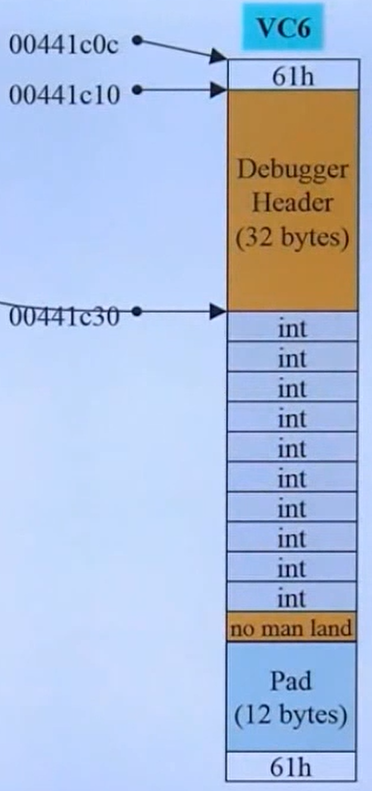 VC6
00441c0c
61h
00441c10
Debugger
Header
(32 bytes)
00441c30
int
int
int
int
int
int
int
int
int
int
no man land
Pad
(12 bytes)
61h